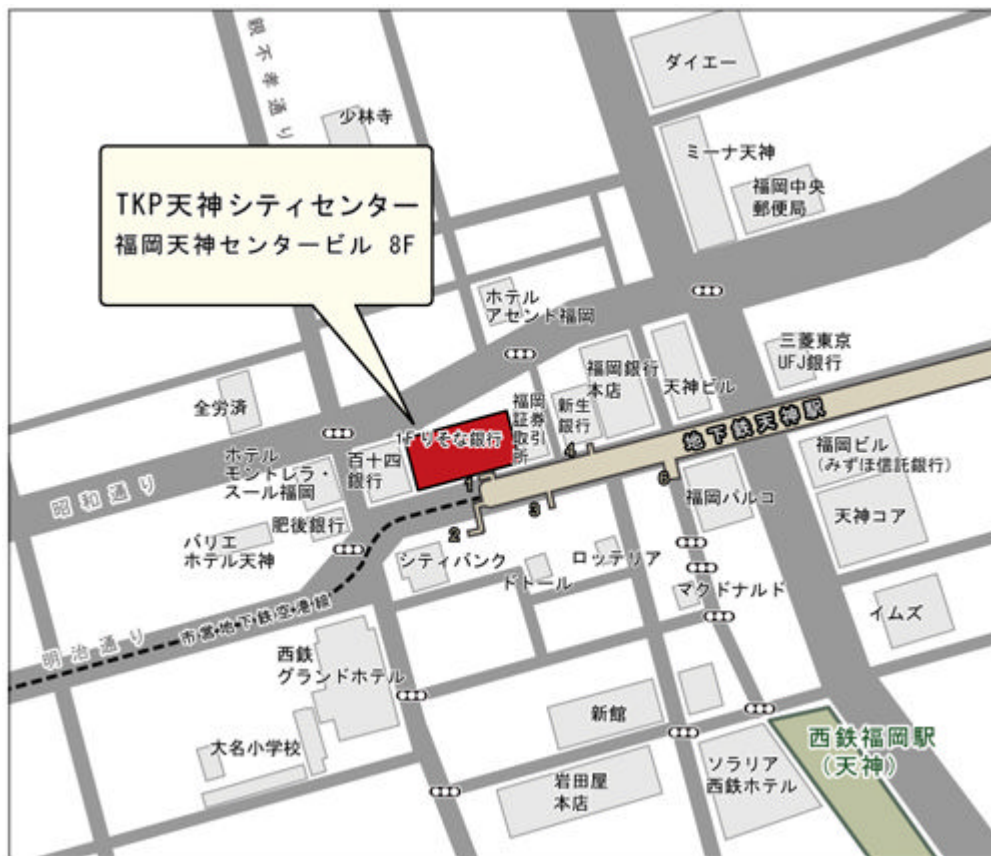 親不孝通り
少林寺
ダイエー
ミーナ天神
福岡中央
郵便局
TKP天神シティセンター
福岡天神センタービル 8F
ホテル
アセント福岡
三菱東京
UFJ銀行
福岡銀行
本店
天神ビル
全労済
福岡
証券
取引
所
新生
銀行
1Fりそな銀行
地下鉄天神駅
福岡ビル
(みずほ信託銀行)
ホテル
モントレラ・
スール福岡
百十四
銀行
1
4
6
3
2
福岡パルコ
天神コア
昭和通り
肥後銀行
バリエ
ホテル天神
シティバンク
ドトール
ロッテリア
マクドナルド
イムズ
明治通り
市営地下鉄空港線
西鉄
グランドホテル
新館
大名小学校
岩田屋
本店
ソラリア
西鉄ホテル
西鉄福岡駅
(天神)